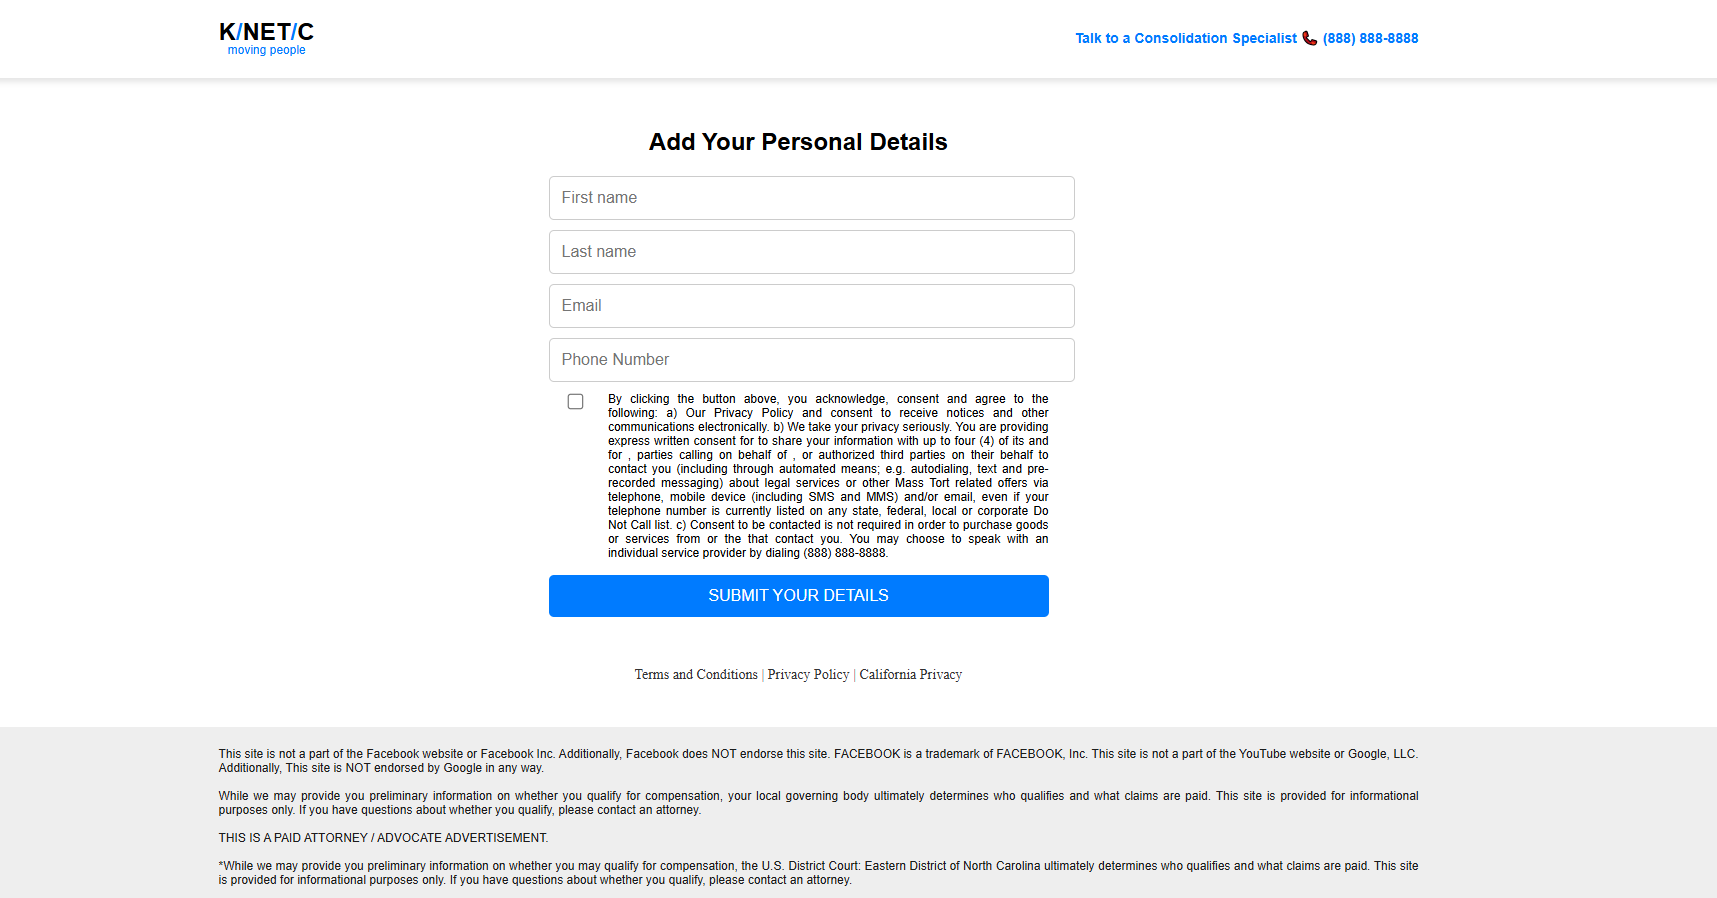 K/NET/C
moving people
Talk to a Consolidation Specialist 📞 (888) 888-8888
Add Your Personal Details
First name
Last name
Email
Phone Number
By clicking the button above, you acknowledge, consent and agree to the
following: a) Our Privacy Policy and consent to receive notices and other
communications electronically. b) We take your privacy seriously. You are providing
express written consent for to share your information with up to four (4) of its and
for , parties calling on behalf of , or authorized third parties on their behalf to
contact you (including through automated means; e.g. autodialing, text and pre-
recorded messaging) about legal services or other Mass Tort related offers via
telephone, mobile device (including SMS and MMS) and/or email, even if your
telephone number is currently listed on any state, federal, local or corporate Do
Not Call list. c) Consent to be contacted is not required in order to purchase goods
or services from or the that contact you. You may choose to speak with an
individual service provider by dialing (888) 888-8888.
SUBMIT YOUR DETAILS
Terms and Conditions | Privacy Policy | California Privacy
This site is not a part of the Facebook website or Facebook Inc. Additionally, Facebook does NOT endorse this site. FACEBOOK is a trademark of FACEBOOK, Inc. This site is not a part of the YouTube website or Google, LLC.
Additionally, This site is NOT endorsed by Google in any way.
While we may provide you preliminary information on whether you qualify for compensation, your local governing body ultimately determines who qualifies and what claims are paid. This site is provided for informational
purposes only. If you have questions about whether you qualify, please contact an attorney.
THIS IS A PAID ATTORNEY / ADVOCATE ADVERTISEMENT.
*While we may provide you preliminary information on whether you may qualify for compensation, the U.S. District Court: Eastern District of North Carolina ultimately determines who qualifies and what claims are paid. This site
is provided for informational purposes only. If you have questions about whether you qualify, please contact an attorney.